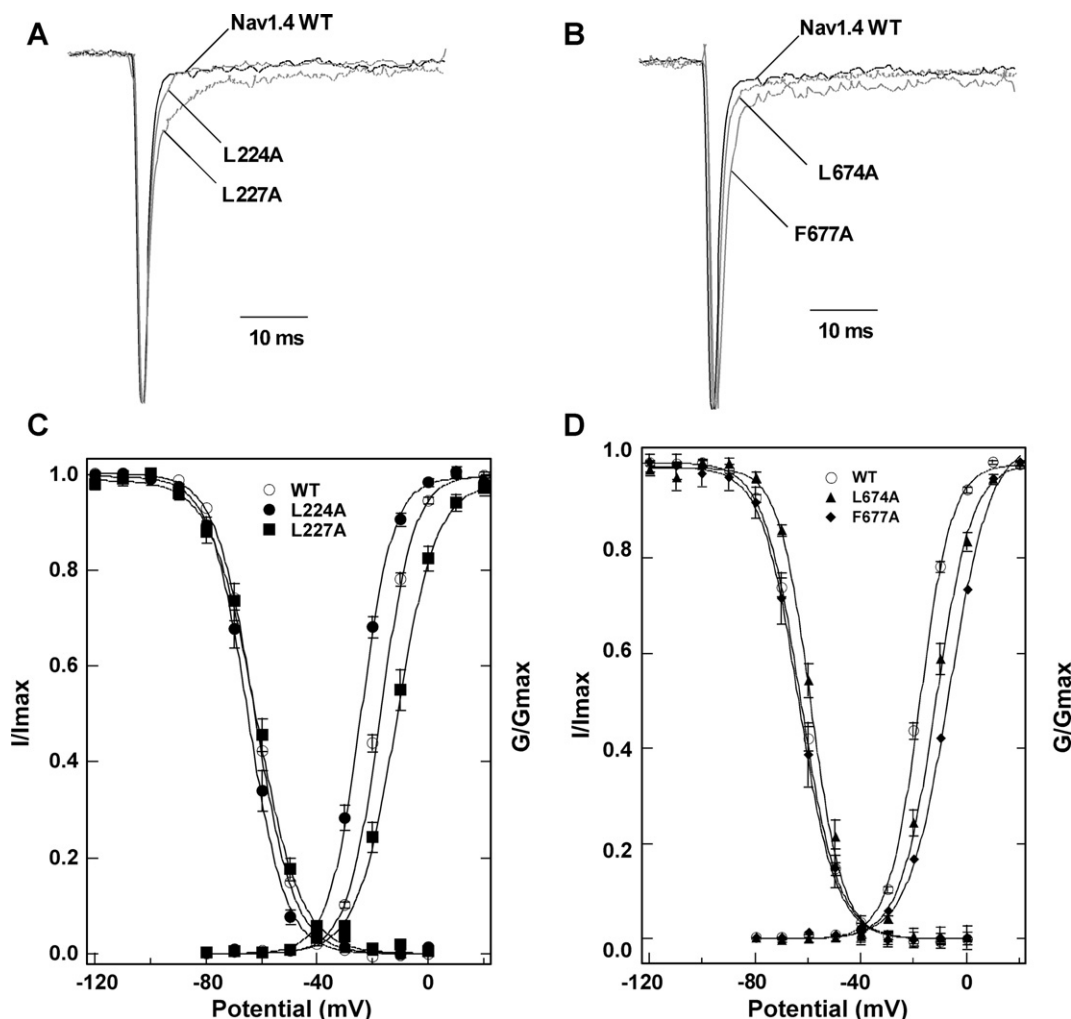 A
Nav1.4 WT
L224A
L227A
10 ms
B
Nav1.4 WT
L674A
F677A
10 ms
C
I/Imax
1.0
0.8
0.6
0.4
0.2
0.0
WT
L224A
L227A
G/Gmax
-120
-80
-40
0
Potential (mV)
D
I/Imax
1.0
0.8
0.6
0.4
0.2
0.0
WT
L674A
F677A
G/Gmax
-120
-80
-40
0
Potential (mV)